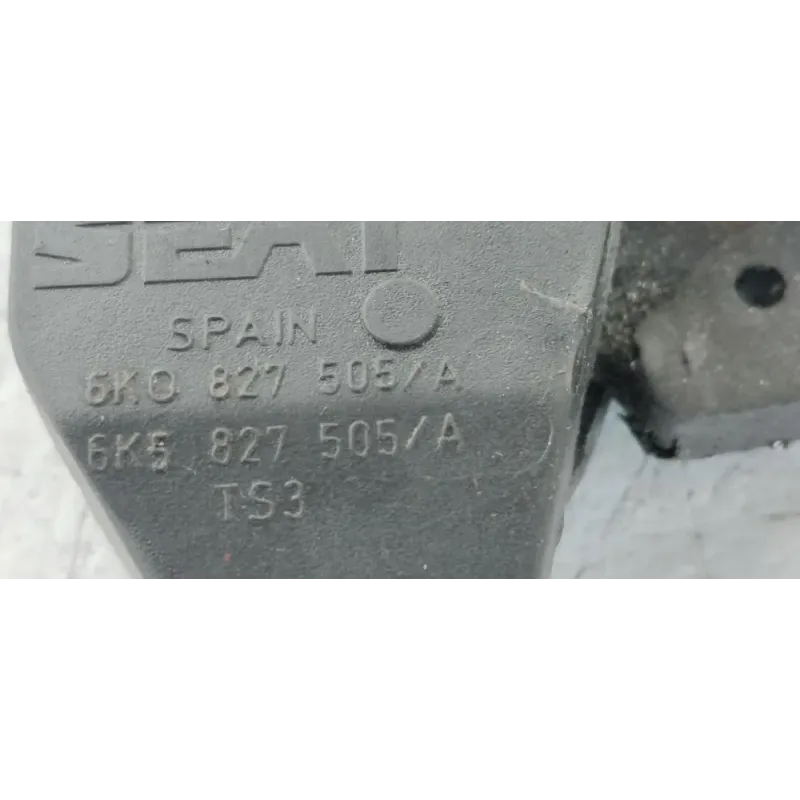 SEAT
SPAIN
6K0 827 505/A
6K5 827 505/A
TS3